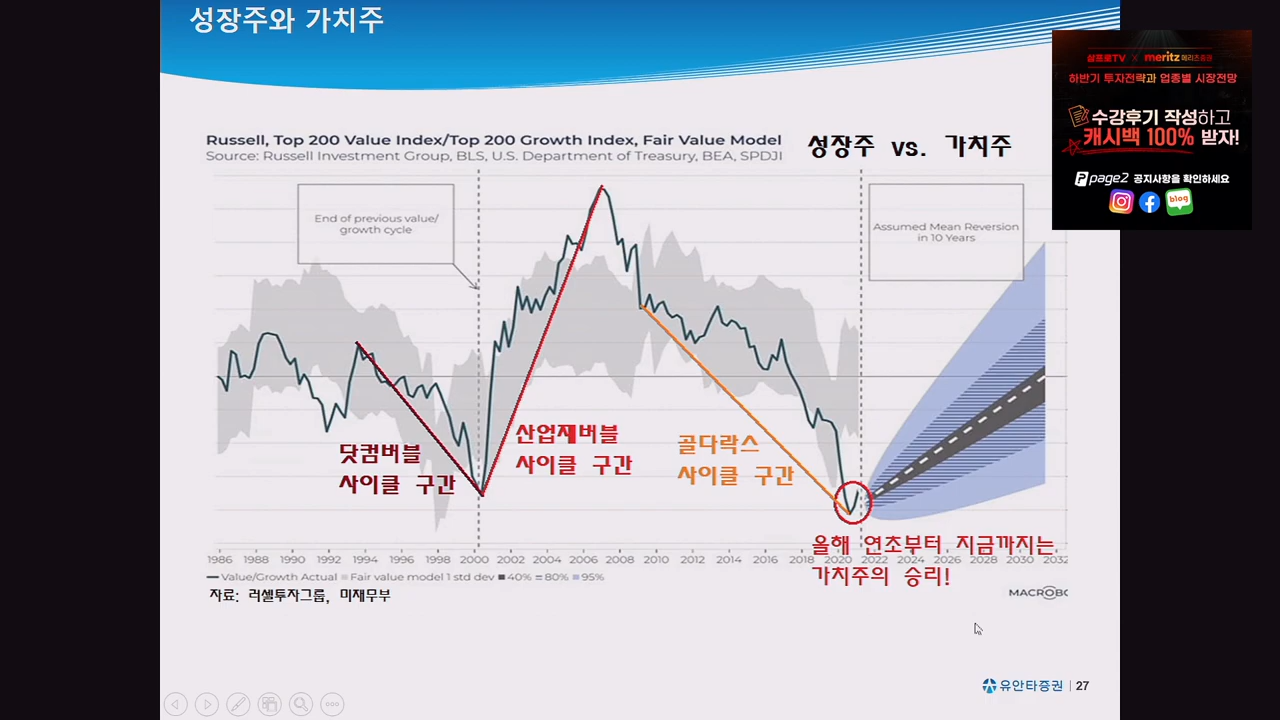 성장주와 가치주
삼프로TV X meritz 메리츠증권
하반기 투자전략과 업종별 시장전망
수강후기 작성하고
캐시백 100% 받자!
page2 공지사항을 확인하세요
blog
Russell, Top 200 Value Index/Top 200 Growth Index, Fair Value Model
Source: Russell Investment Group, BLS, U.S. Department of Treasury, BEA, SPDJI
성장주 vs. 가치주
End of previous value/
growth cycle
Assumed Mean Reversion
in 10 Years
닷컴버블
사이클 구간
산업재버블
사이클 구간
골디락스
사이클 구간
올해 연초부터 지금까지는
가치주의 승리!
1986 1988 1990 1992 1994 1996 1998 2000 2002 2004 2006 2008 2010 2012 2014 2016 2018 2020 2022 2024 2026 2028 2030 2032
Value/Growth Actual Fair value model 1 std dev 40% 80% 95%
자료: 러셀투자그룹, 미재무부
MACROBO
유안타증권 27